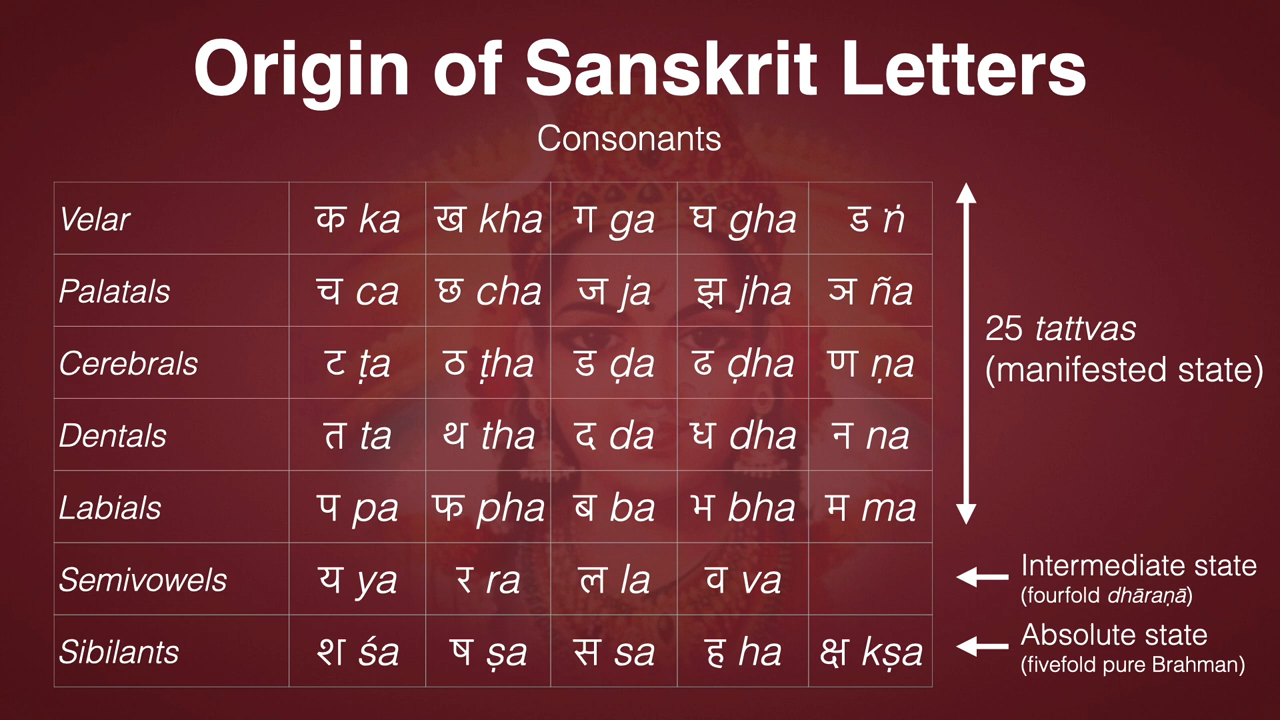 Origin of Sanskrit Letters
Consonants
Velar क ka ख kha ग ga घ gha ड ṅ
Palatals च ca छ cha ज ja झ jha ञ ña
Cerebrals ट ṭa ठ ṭha ड ḍa ढ ḍha ण ṇa
Dentals त ta थ tha द da ध dha न na
Labials प pa फ pha ब ba भ bha म ma
Semivowels य ya र ra ल la व va
Sibilants श śa ष ṣa स sa ह ha क्ष kṣa
25 tattvas
(manifested state)
Intermediate state
(fourfold dhāraṇā)
Absolute state
(fivefold pure Brahman)